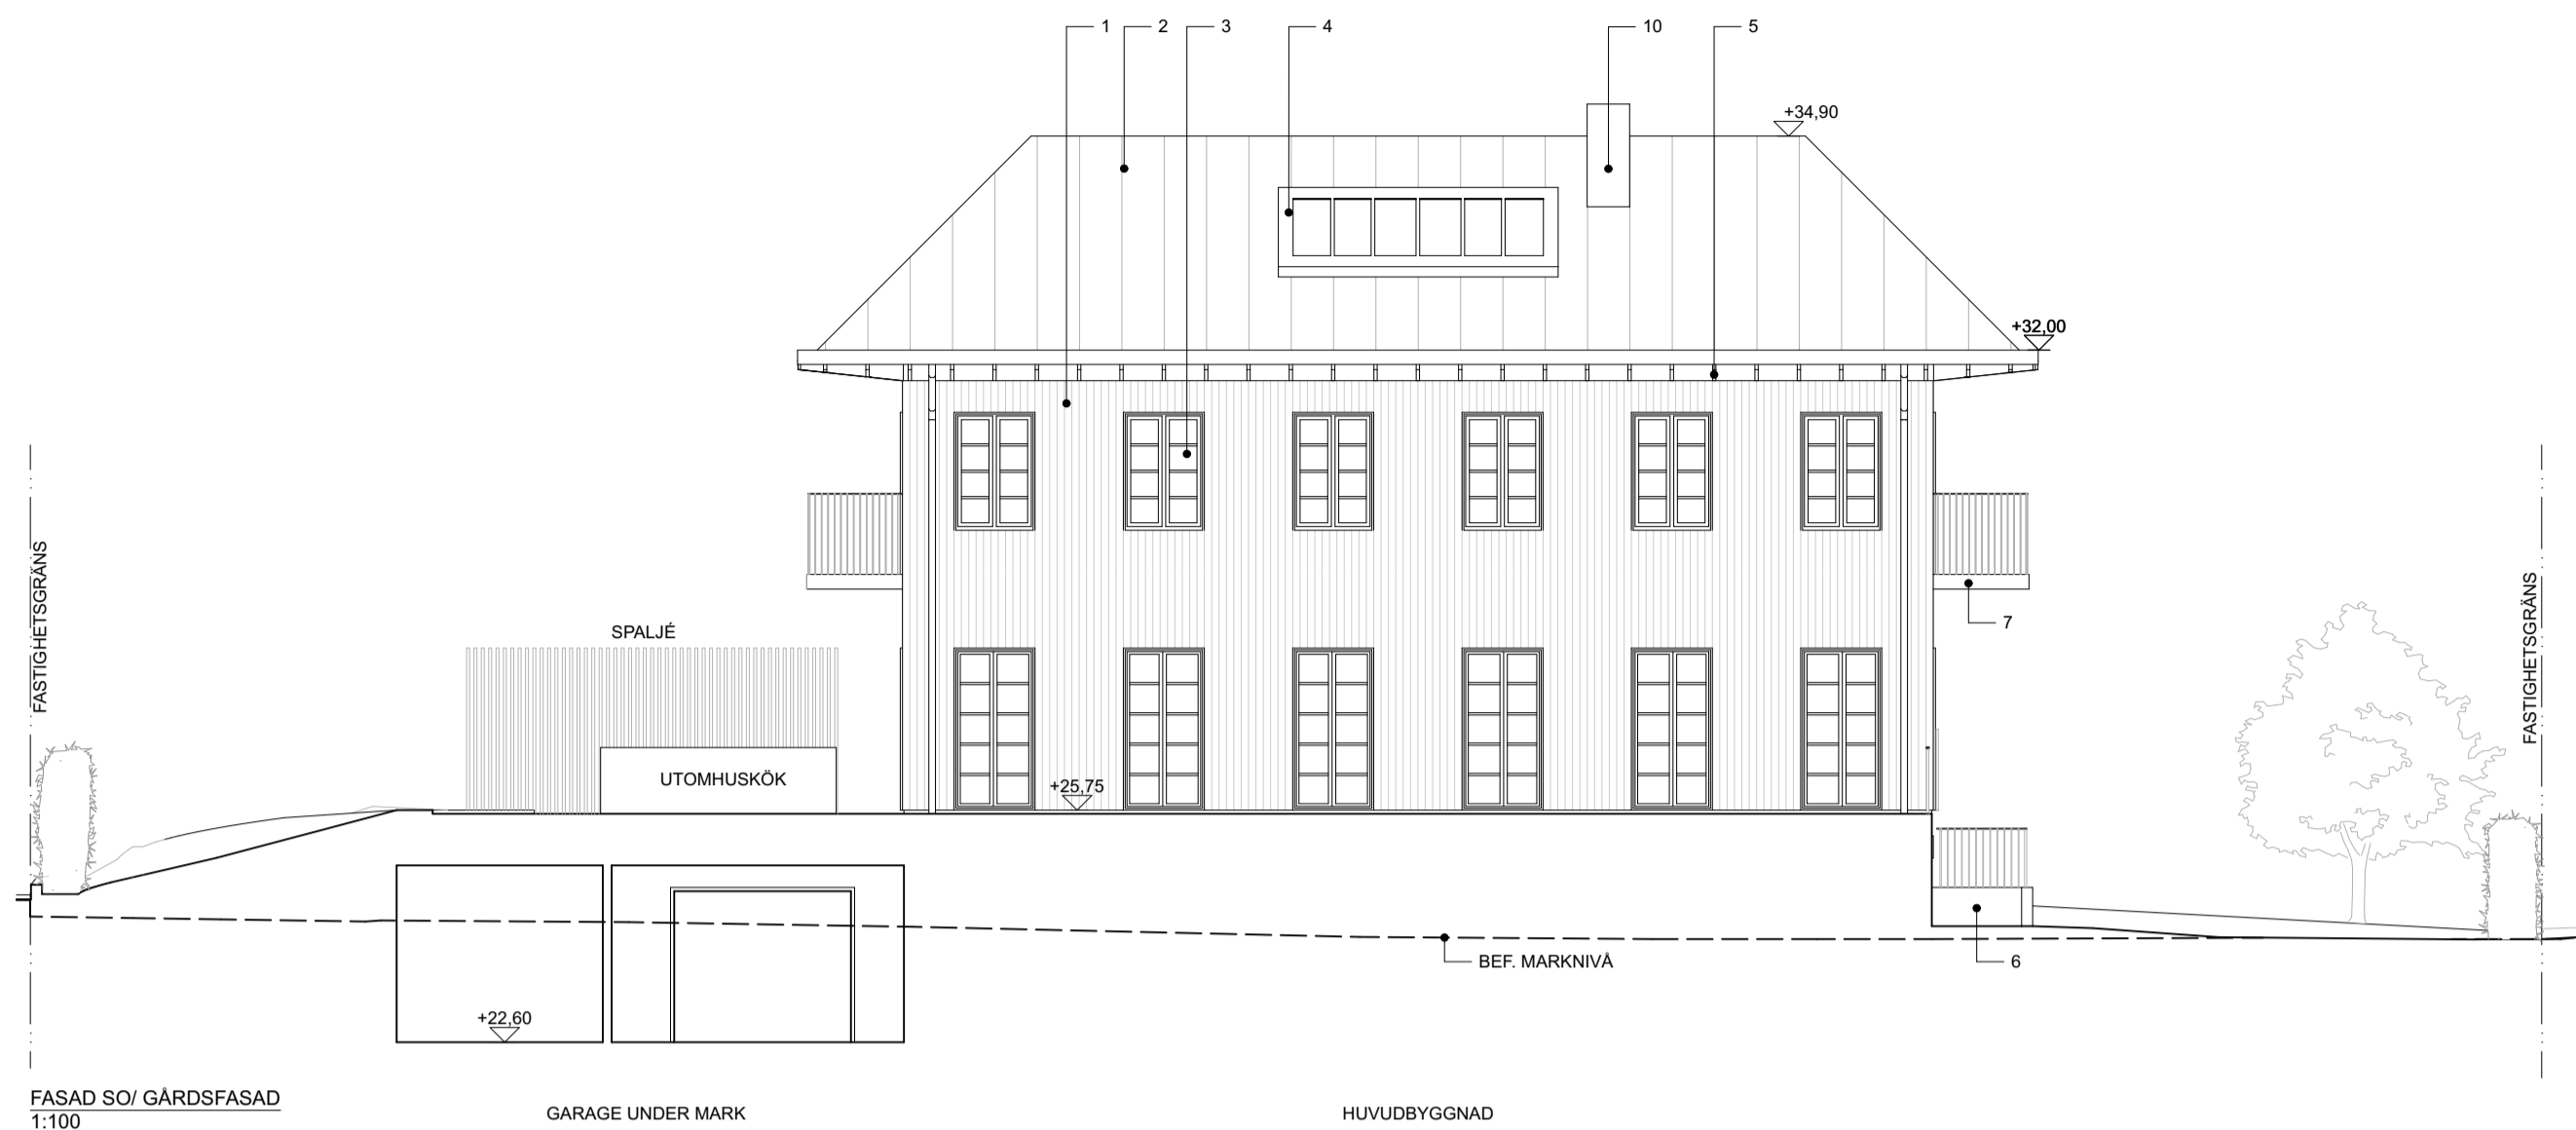 1
2
3
4
10
5
+34,90
+32,00
FASTIGHETSGRÄNS
FASTIGHETSGRÄNS
7
SPALJÉ
UTOMHUSKÖK
+25,75
BEF. MARKNIVÅ
6
+22,60
FASAD SO/ GÅRDSFASAD
1:100
GARAGE UNDER MARK
HUVUDBYGGNAD